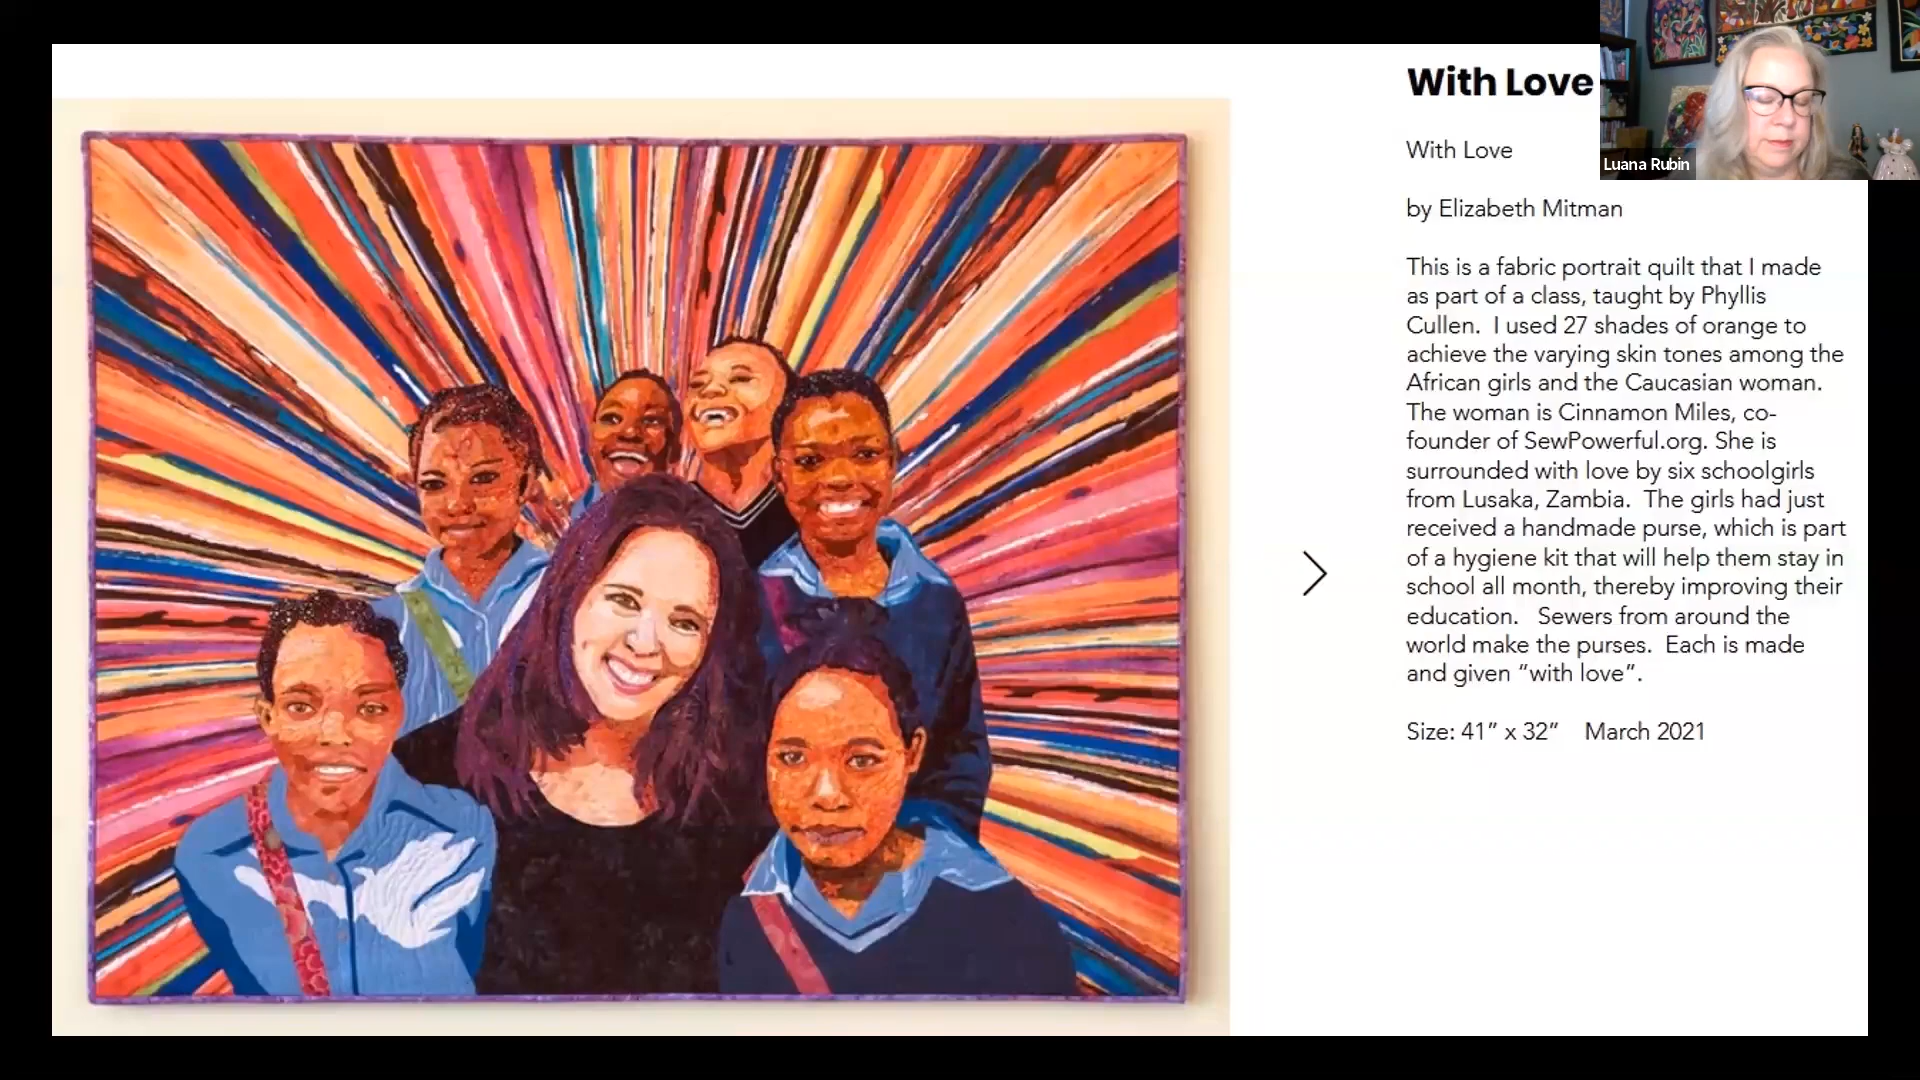 With Love
Luana Rubin
With Love
by Elizabeth Mitman
This is a fabric portrait quilt that I made
as part of a class, taught by Phyllis
Cullen.  I used 27 shades of orange to
achieve the varying skin tones among the
African girls and the Caucasian woman.
The woman is Cinnamon Miles, co-
founder of SewPowerful.org. She is
surrounded with love by six schoolgirls
from Lusaka, Zambia.  The girls had just
received a handmade purse, which is part
of a hygiene kit that will help them stay in
school all month, thereby improving their
education.   Sewers from around the
world make the purses.  Each is made
and given “with love”.
Size: 41” x 32”    March 2021